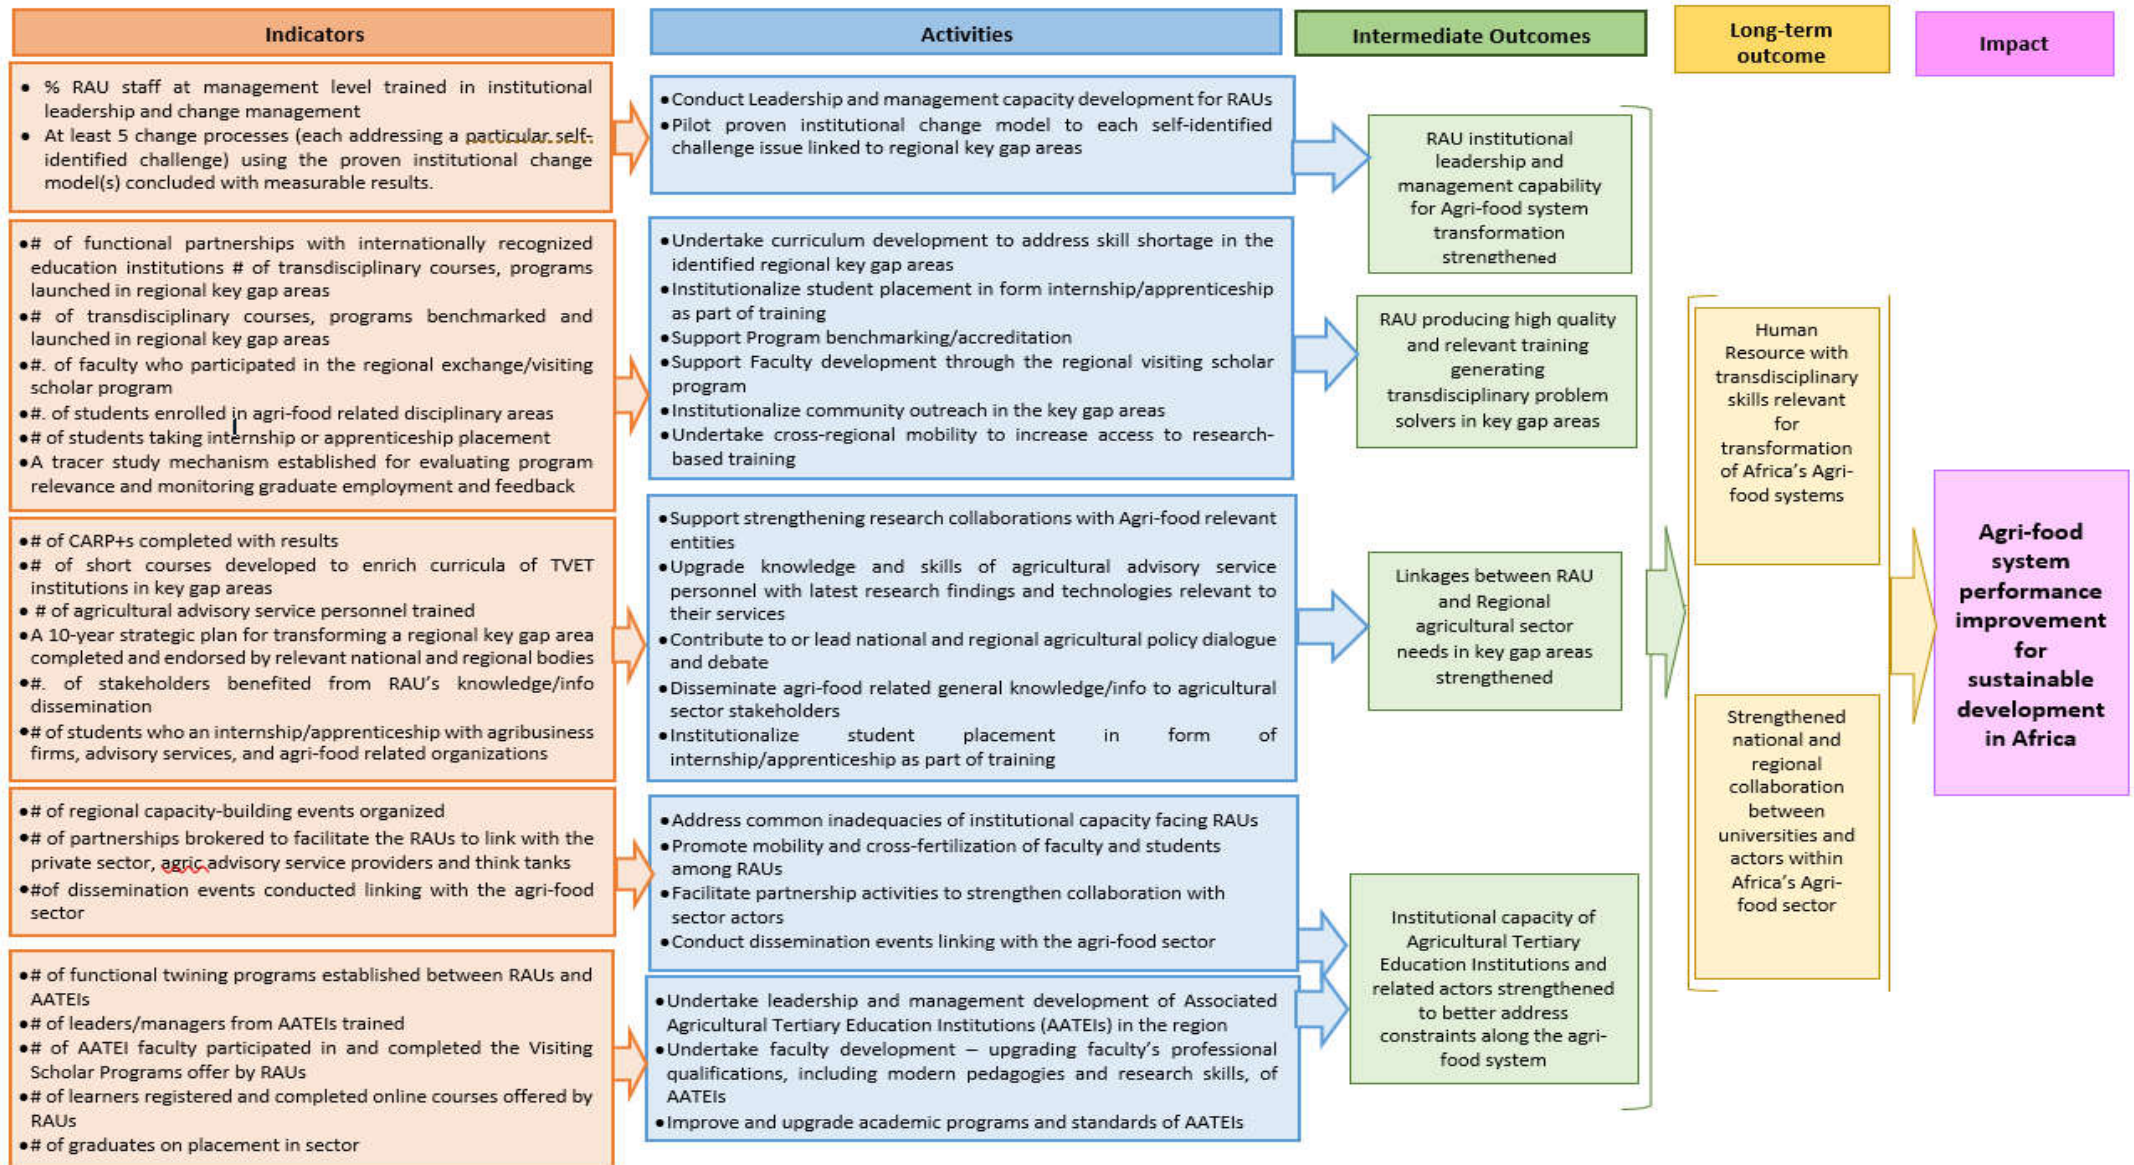 Indicators
Activities
Intermediate Outcomes
Long-term
outcome
Impact
• % RAU staff at management level trained in institutional
leadership and change management
• At least 5 change processes (each addressing a particular self-
identified challenge) using the proven institutional change
model(s) concluded with measurable results.
•# of functional partnerships with internationally recognized
education institutions # of transdisciplinary courses, programs
launched in regional key gap areas
•# of transdisciplinary courses, programs benchmarked and
launched in regional key gap areas
•#. of faculty who participated in the regional exchange/visiting
scholar program
•#. of students enrolled in agri-food related disciplinary areas
•# of students taking internship or apprenticeship placement
•A tracer study mechanism established for evaluating program
relevance and monitoring graduate employment and feedback
•# of CARP+s completed with results
•# of short courses developed to enrich curricula of TVET
institutions in key gap areas
• # of agricultural advisory service personnel trained
•A 10-year strategic plan for transforming a regional key gap area
completed and endorsed by relevant national and regional bodies
•#. of stakeholders benefited from RAU’s knowledge/info
dissemination
•# of students who an internship/apprenticeship with agribusiness
firms, advisory services, and agri-food related organizations
•# of regional capacity-building events organized
•# of partnerships brokered to facilitate the RAUs to link with the
private sector, agric advisory service providers and think tanks
•#of dissemination events conducted linking with the agri-food
sector
•# of functional twining programs established between RAUs and
AATEIs
•# of leaders/managers from AATEIs trained
•# of AATEI faculty participated in and completed the Visiting
Scholar Programs offer by RAUs
•# of learners registered and completed online courses offered by
RAUs
•# of graduates on placement in sector
•Conduct Leadership and management capacity development for RAUs
•Pilot proven institutional change model to each self-identified
challenge issue linked to regional key gap areas
•Undertake curriculum development to address skill shortage in the
identified regional key gap areas
•Institutionalize student placement in form internship/apprenticeship
as part of training
•Support Program benchmarking/accreditation
•Support Faculty development through the regional visiting scholar
program
•Institutionalize community outreach in the key gap areas
•Undertake cross-regional mobility to increase access to research-
based training
•Support strengthening research collaborations with Agri-food relevant
entities
•Upgrade knowledge and skills of agricultural advisory service
personnel with latest research findings and technologies relevant to
their services
•Contribute to or lead national and regional agricultural policy dialogue
and debate
•Disseminate agri-food related general knowledge/info to agricultural
sector stakeholders
•Institutionalize student placement in form of
internship/apprenticeship as part of training
•Address common inadequacies of institutional capacity facing RAUs
•Promote mobility and cross-fertilization of faculty and students
among RAUs
•Facilitate partnership activities to strengthen collaboration with
sector actors
•Conduct dissemination events linking with the agri-food sector
•Undertake leadership and management development of Associated
Agricultural Tertiary Education Institutions (AATEIs) in the region
•Undertake faculty development – upgrading faculty’s professional
qualifications, including modern pedagogies and research skills, of
AATEIs
•Improve and upgrade academic programs and standards of AATEIs
RAU institutional
leadership and
management capability
for Agri-food system
transformation
strengthened
RAU producing high quality
and relevant training
generating
transdisciplinary problem
solvers in key gap areas
Linkages between RAU
and Regional
agricultural sector
needs in key gap areas
strengthened
Institutional capacity of
Agricultural Tertiary
Education Institutions and
related actors strengthened
to better address
constraints along the agri-
food system
Human
Resource with
transdisciplinary
skills relevant
for
transformation
of Africa’s Agri-
food systems
Strengthened
national and
regional
collaboration
between
universities and
actors within
Africa’s Agri-
food sector
Agri-food
system
performance
improvement
for
sustainable
development
in Africa